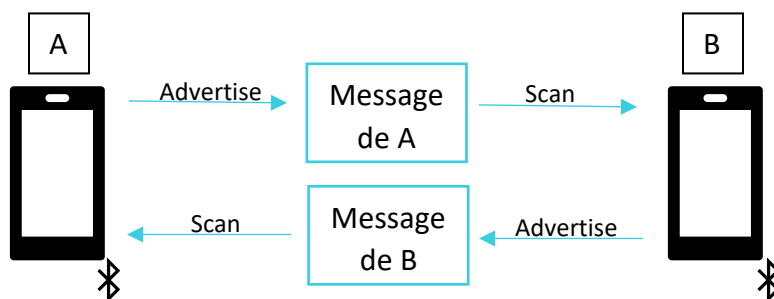 A
B
Advertise
Message
de A
Scan
Scan
Message
de B
Advertise